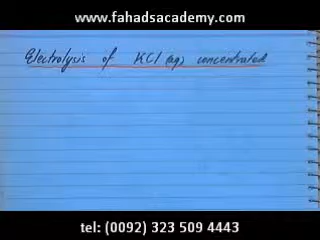 www.fahadsacademy.com
Electrolysis of KCl (aq) concentrated
tel: (0092) 323 509 4443